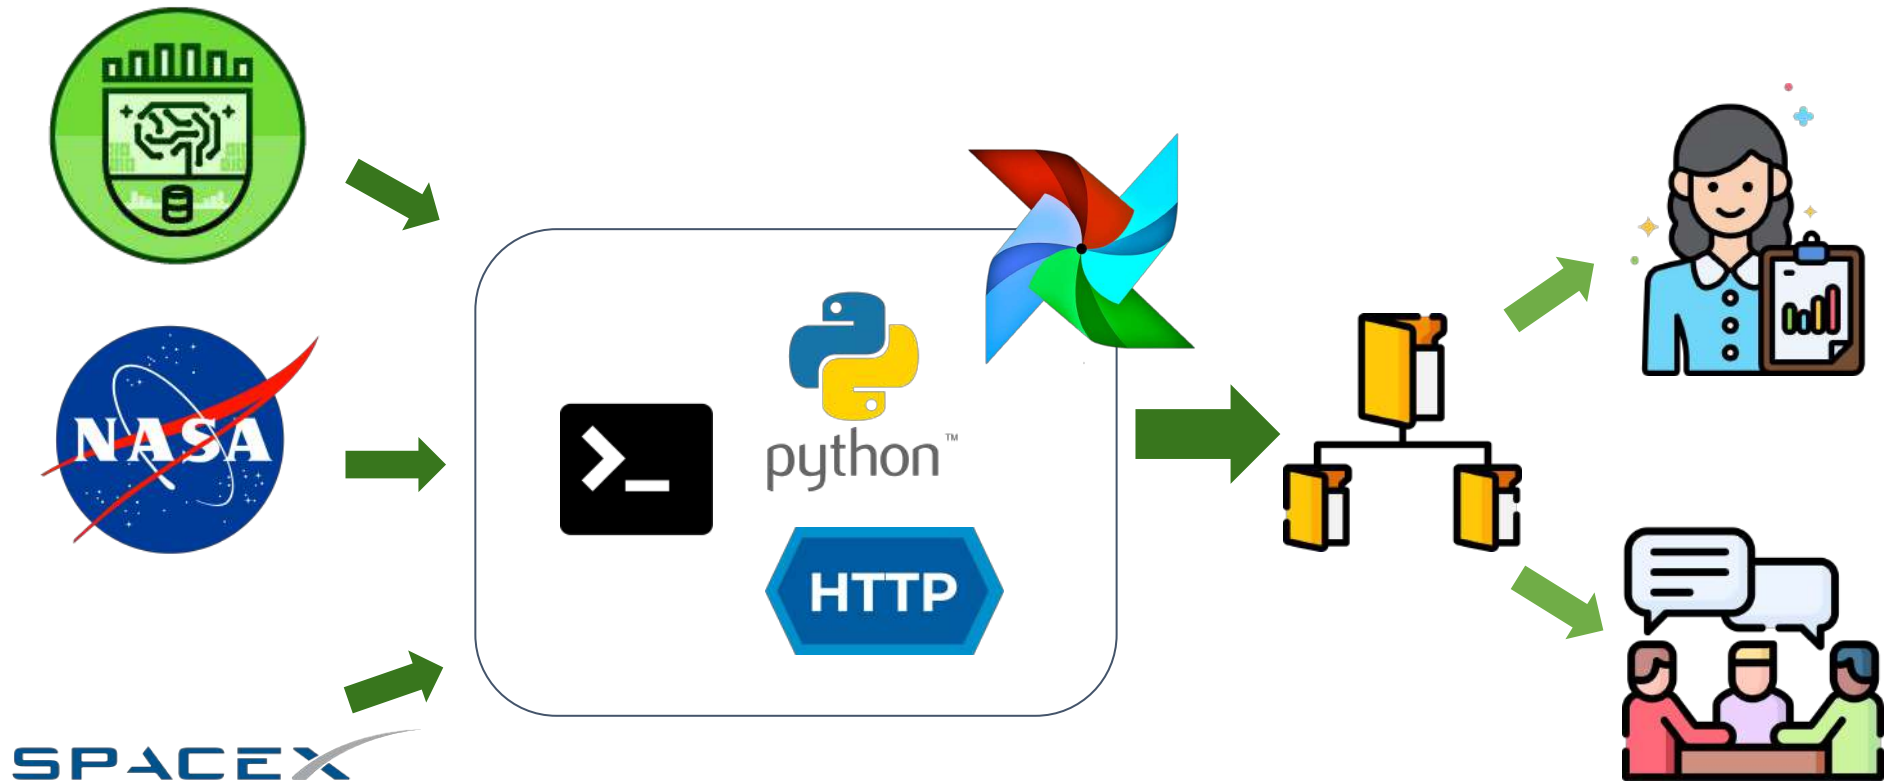 NASA
SPACEX
>_
python™
HTTP